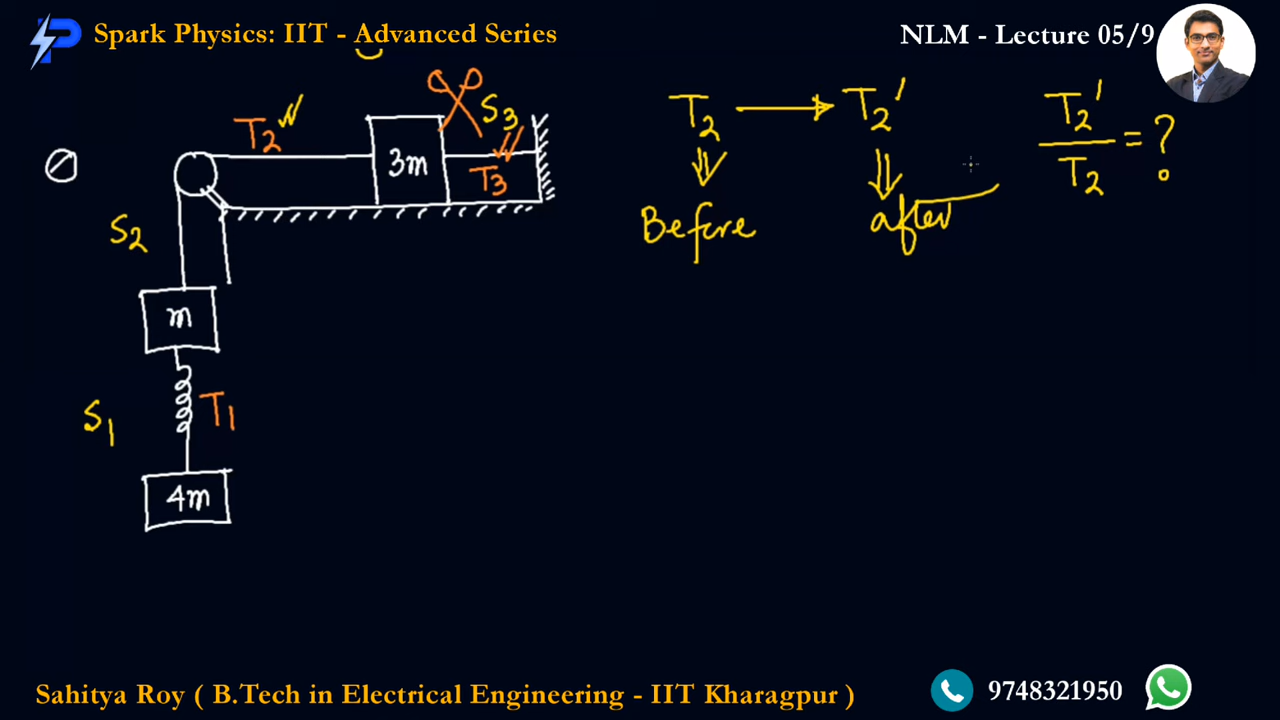 Spark Physics: IIT - Advanced Series
NLM - Lecture 05/9
T2
S3
T2 → T2'
T2'/T2 = ?
3m
T3
Before
after
S2
m
S1
T1
4m
Sahitya Roy ( B.Tech in Electrical Engineering - IIT Kharagpur )
9748321950